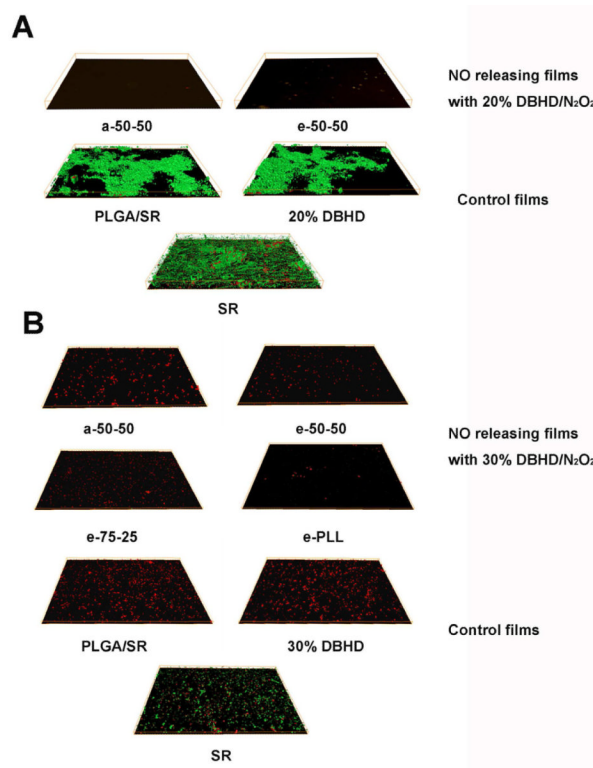 A
a-50-50
e-50-50
NO releasing films
with 20% DBHD/N₂O₂
PLGA/SR
20% DBHD
Control films
SR
B
a-50-50
e-50-50
NO releasing films
with 30% DBHD/N₂O₂
e-75-25
e-PLL
PLGA/SR
30% DBHD
Control films
SR